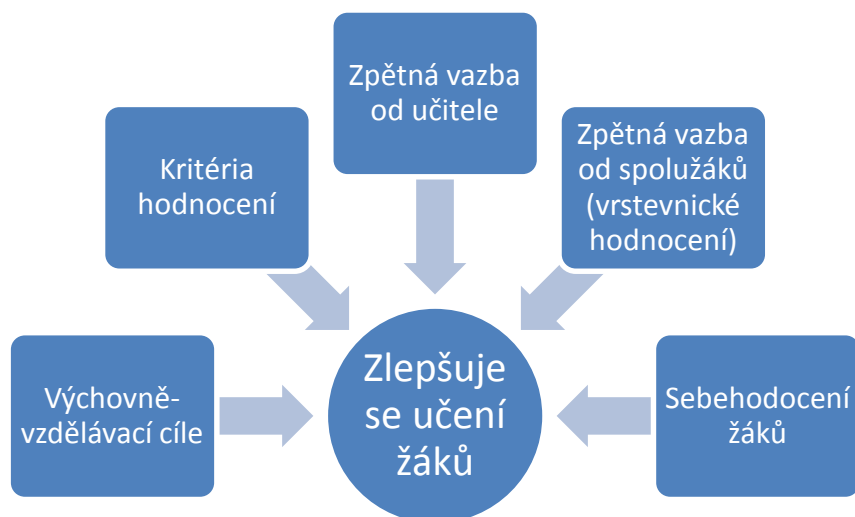 Zpětná vazba
od učitele
Kritéria
hodnocení
Zpětná vazba
od spolužáků
(vrstevnické
hodnocení)
Výchovně-
vzdělávací cíle
Zlepšuje
se učení
žáků
Sebehodocení
žáků